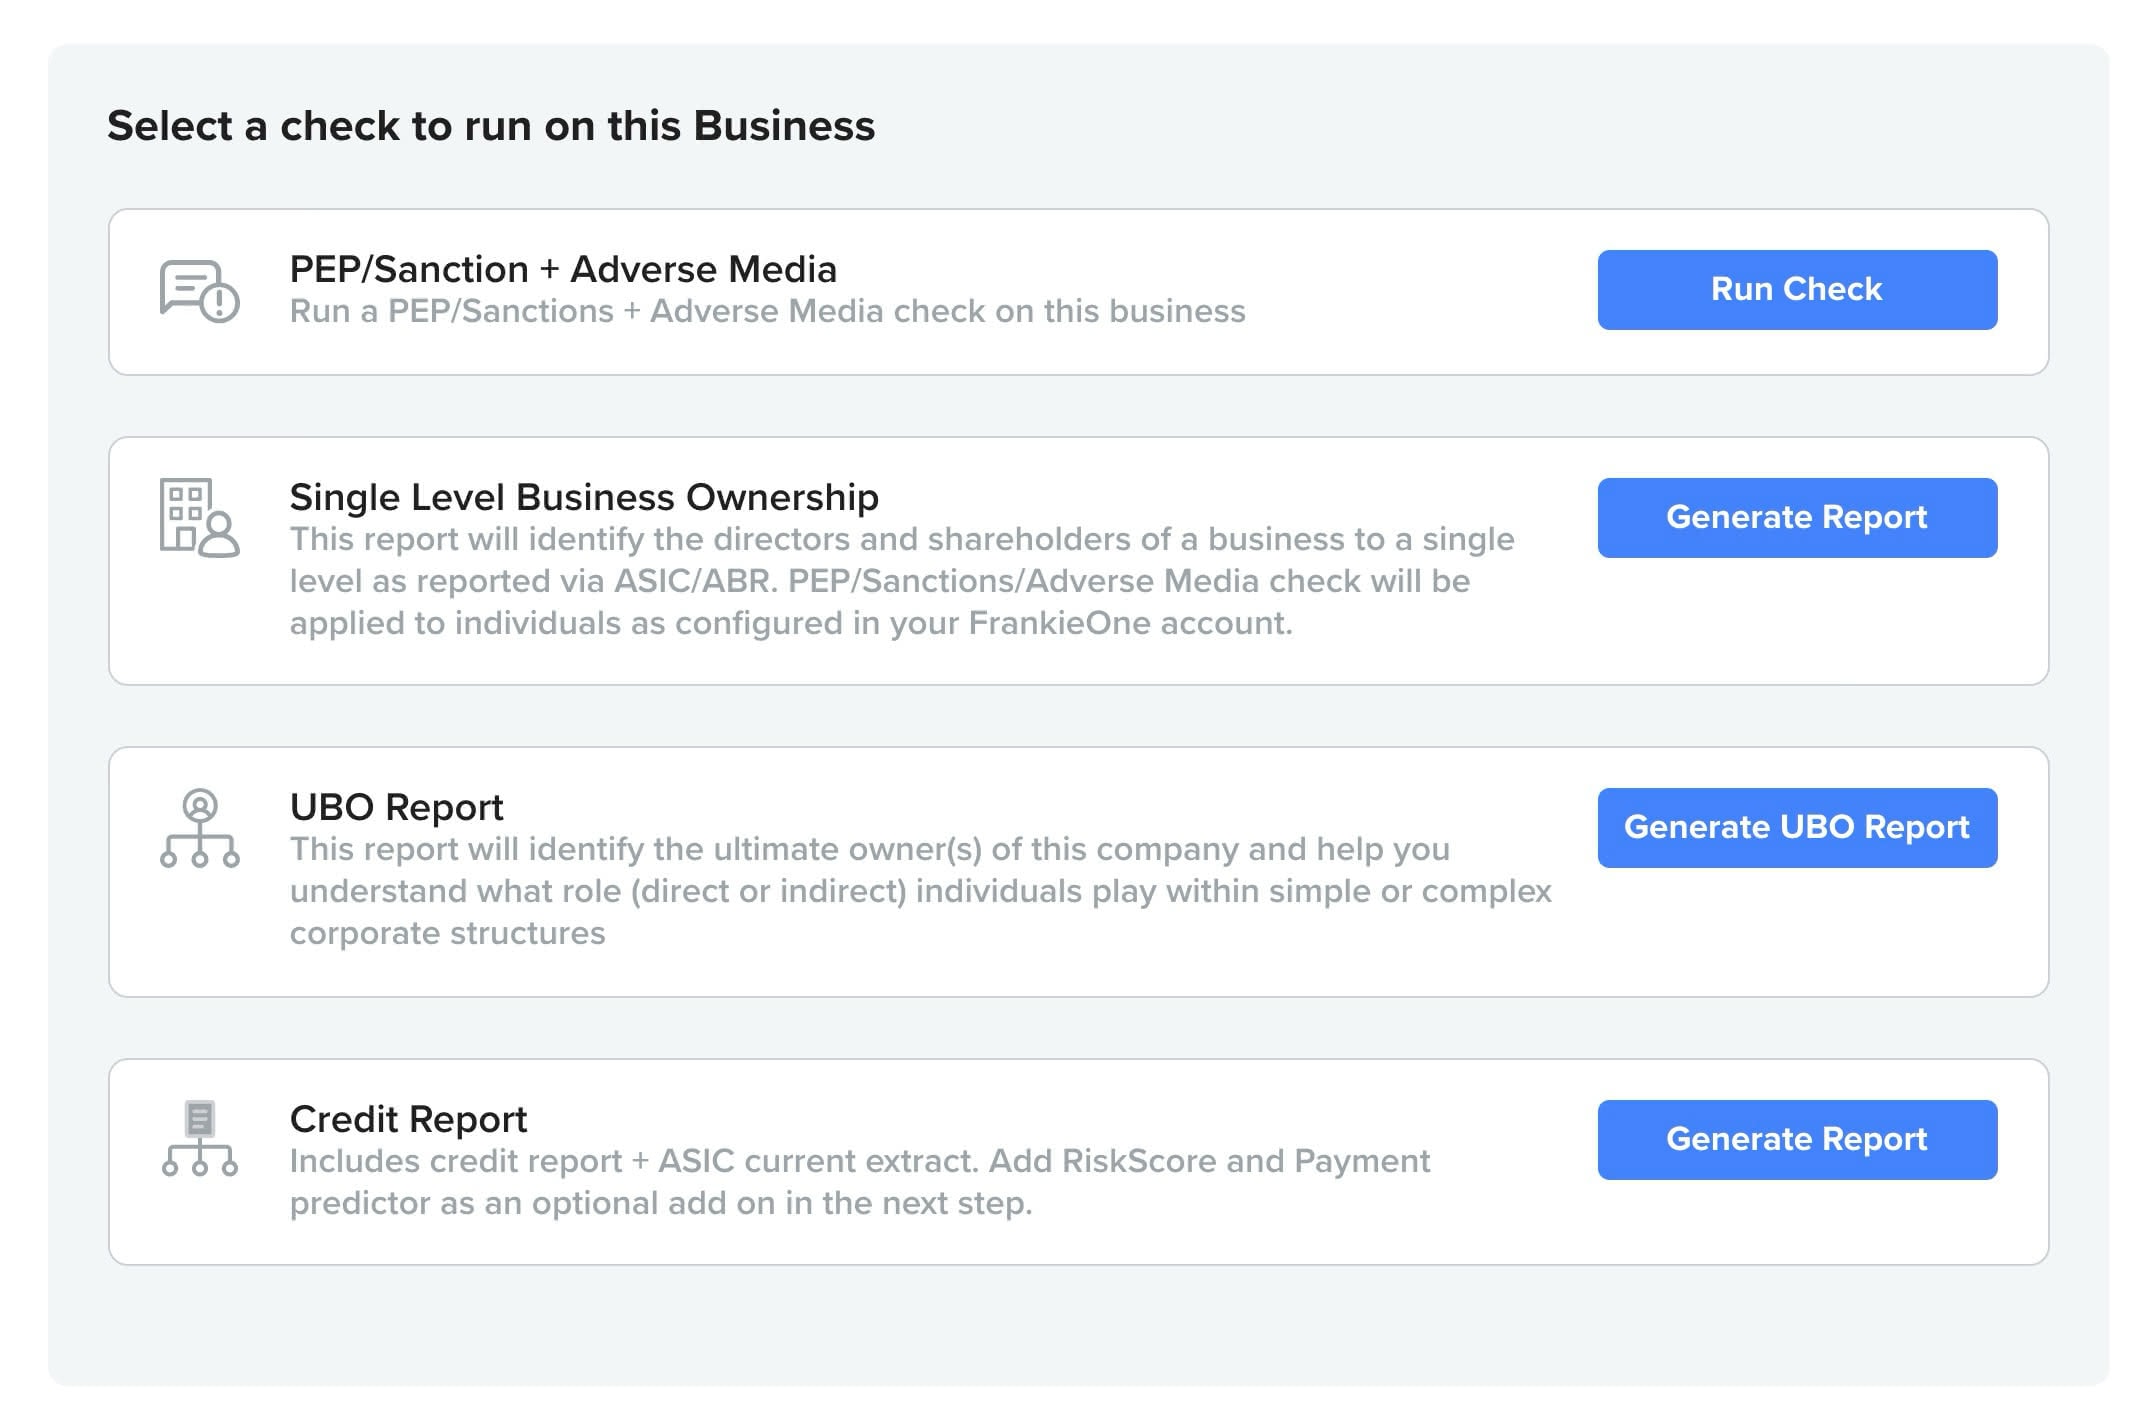 Select a check to run on this Business
PEP/Sanction + Adverse Media
Run a PEP/Sanctions + Adverse Media check on this business
Run Check
Single Level Business Ownership
This report will identify the directors and shareholders of a business to a single
level as reported via ASIC/ABR. PEP/Sanctions/Adverse Media check will be
applied to individuals as configured in your FrankieOne account.
Generate Report
UBO Report
This report will identify the ultimate owner(s) of this company and help you
understand what role (direct or indirect) individuals play within simple or complex
corporate structures
Generate UBO Report
Credit Report
Includes credit report + ASIC current extract. Add RiskScore and Payment
predictor as an optional add on in the next step.
Generate Report